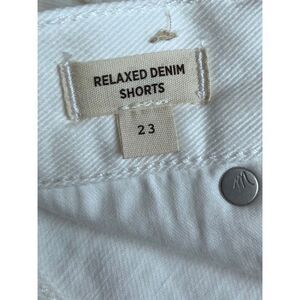 RELAXED DENIM
SHORTS
23